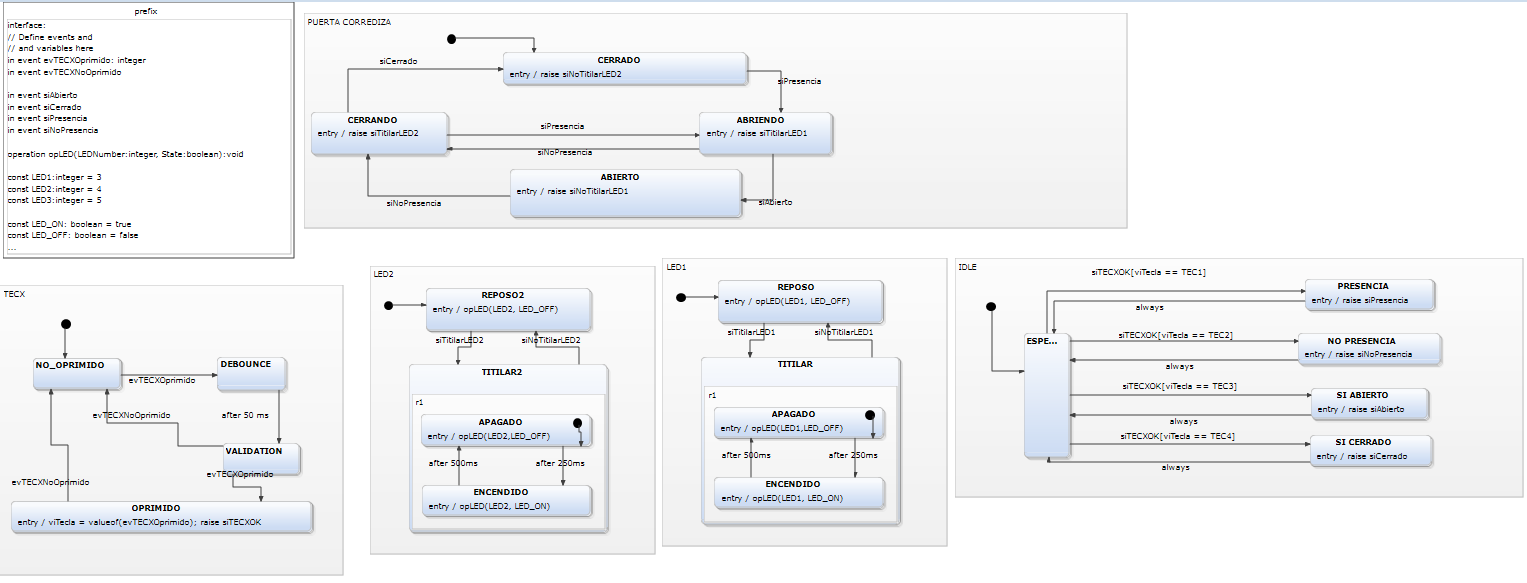 prefix
interface:
// Define events and
// and variables here
in event evTECXOprimido: integer
in event evTECXNoOprimido
in event siAbierto
in event siCerrado
in event siPresencia
in event siNoPresencia
operation opLED(LEDNumber:integer, State:boolean):void
const LED1:integer = 3
const LED2:integer = 4
const LED3:integer = 5
const LED_ON: boolean = true
const LED_OFF: boolean = false
...
PUERTA CORREDIZA
CERRADO
entry / raise siNoTitilarLED2
siCerrado
siPresencia
CERRANDO
entry / raise siTitilarLED2
siPresencia
siNoPresencia
ABRIENDO
entry / raise siTitilarLED1
ABIERTO
entry / raise siNoTitilarLED1
siNoPresencia
siAbierto
TECX
NO_OPRIMIDO
DEBOUNCE
evTECXOprimido
evTECXNoOprimido
after 50 ms
VALIDATION
evTECXOprimido
evTECXNoOprimido
OPRIMIDO
entry / viTecla = valueof(evTECXOprimido); raise siTECXOK
LED2
REPOSO2
entry / opLED(LED2, LED_OFF)
siTitilarLED2
siNoTitilarLED2
TITILAR2
r1
APAGADO
entry / opLED(LED2,LED_OFF)
after 500ms
after 250ms
ENCENDIDO
entry / opLED(LED2, LED_ON)
LED1
REPOSO
entry / opLED(LED1, LED_OFF)
siTitilarLED1
siNoTitilarLED1
TITILAR
r1
APAGADO
entry / opLED(LED1,LED_OFF)
after 500ms
after 250ms
ENCENDIDO
entry / opLED(LED1, LED_ON)
IDLE
ESPE...
siTECXOK[viTecla == TEC1]
always
PRESENCIA
entry / raise siPresencia
siTECXOK[viTecla == TEC2]
always
NO PRESENCIA
entry / raise siNoPresencia
siTECXOK[viTecla == TEC3]
always
SI ABIERTO
entry / raise siAbierto
siTECXOK[viTecla == TEC4]
always
SI CERRADO
entry / raise siCerrado